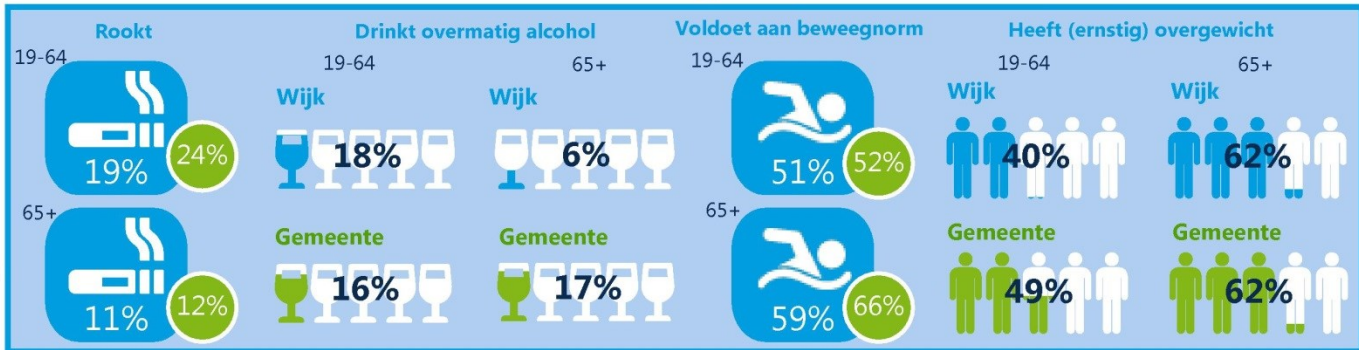 Rookt
19-64
19%
24%
65+
11%
12%
Drinkt overmatig alcohol
19-64
65+
Wijk
Wijk
18%
6%
Gemeente
Gemeente
16%
17%
Voldoet aan beweegnorm
19-64
51%
52%
65+
59%
66%
Heeft (ernstig) overgewicht
19-64
65+
Wijk
Wijk
40%
62%
Gemeente
Gemeente
49%
62%